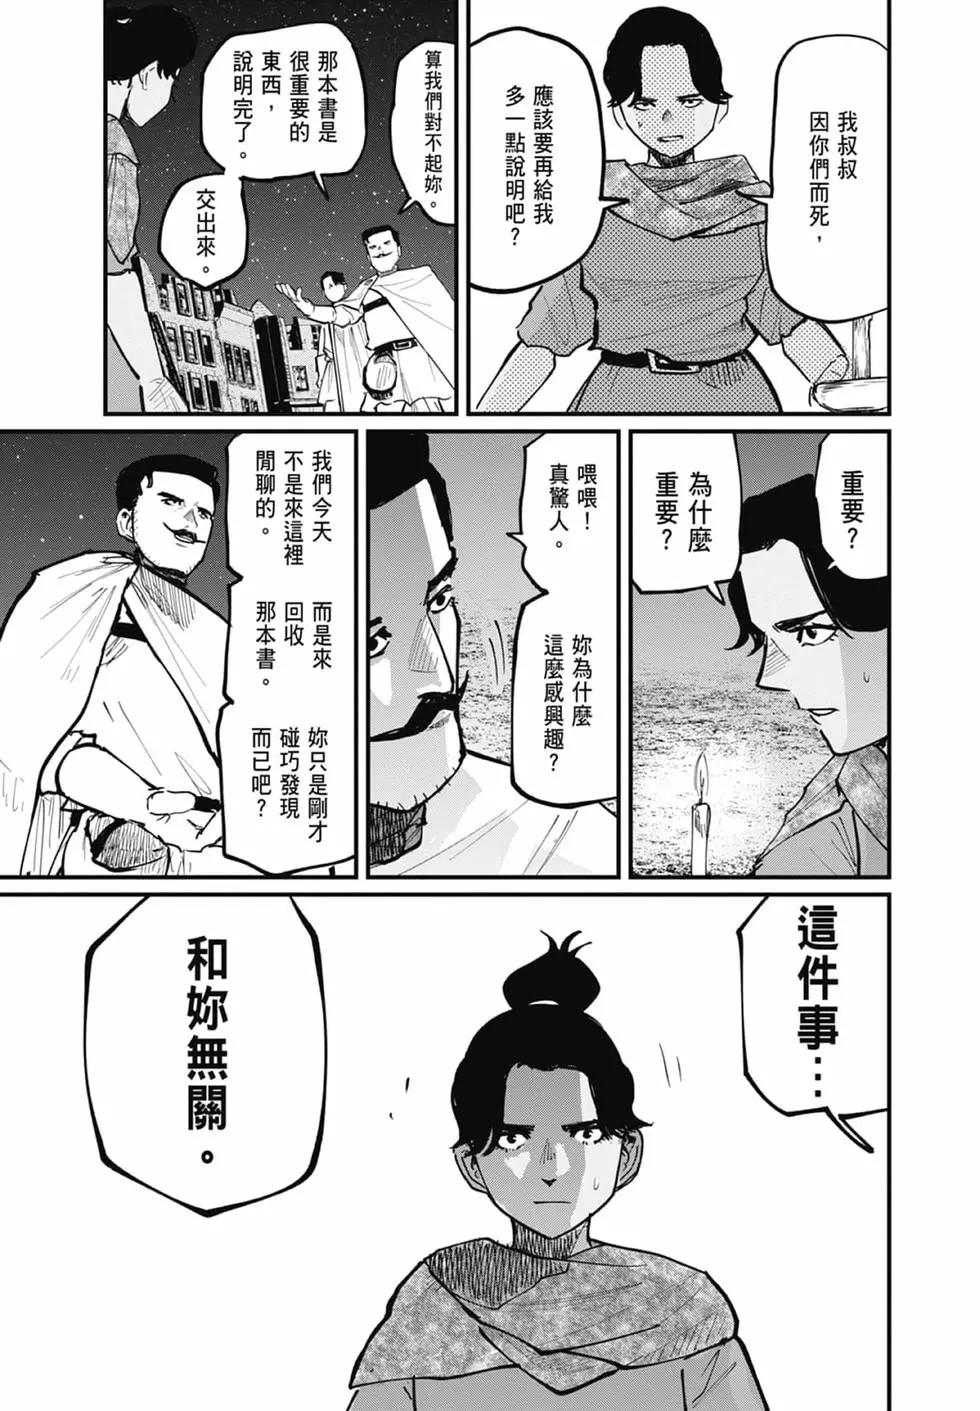 我叔叔
因你們而死，
應該要再給我
多一點說明吧？
算我們對不起妳。
那本書是
很重要的
東西，
說明完了。
交出來。
重要？
為什麼
重要？
喂喂！
真驚人。
妳為什麼
這麼感興趣？
我們今天
不是來這裡
閒聊的。
而是來
回收
那本書。
妳只是剛才
碰巧發現
而已吧？
這件事…
和妳無關。